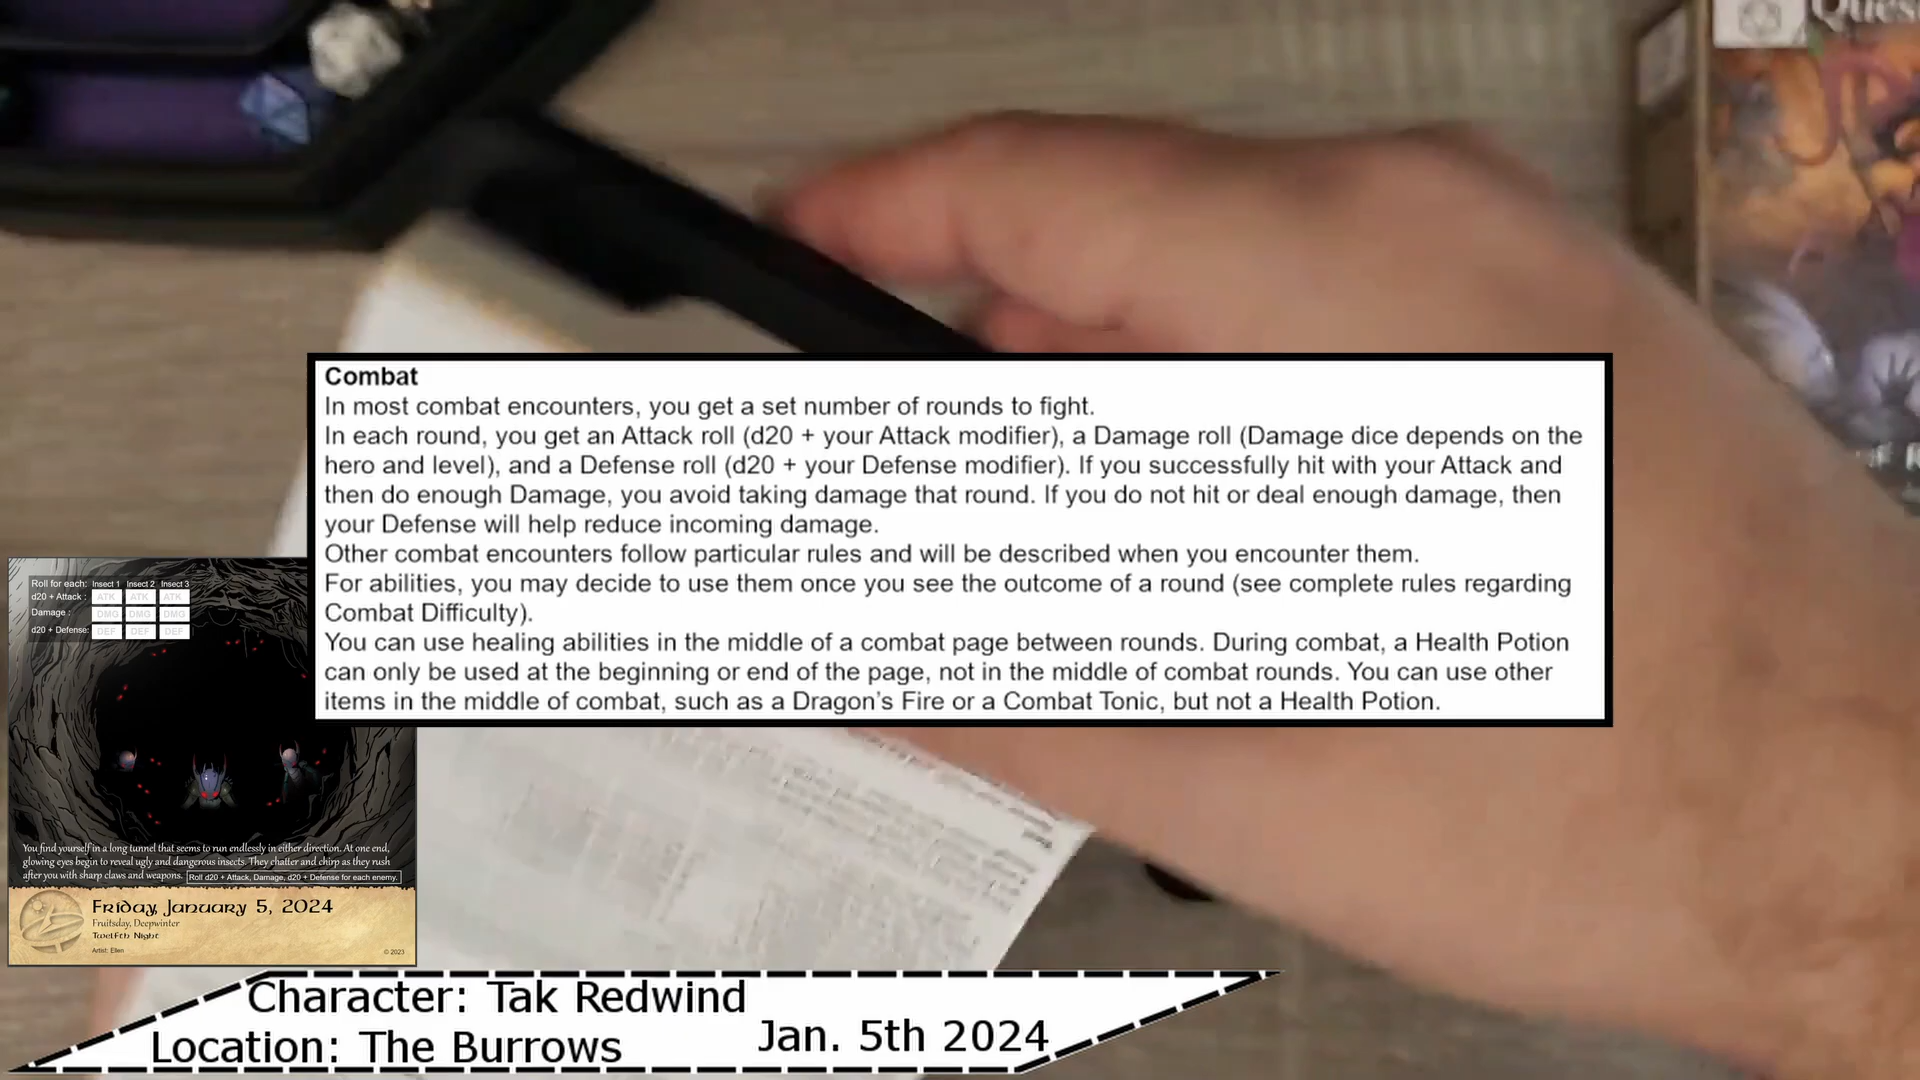 Ques
Combat
In most combat encounters, you get a set number of rounds to fight.
In each round, you get an Attack roll (d20 + your Attack modifier), a Damage roll (Damage dice depends on the
hero and level), and a Defense roll (d20 + your Defense modifier). If you successfully hit with your Attack and
then do enough Damage, you avoid taking damage that round. If you do not hit or deal enough damage, then
your Defense will help reduce incoming damage.
Other combat encounters follow particular rules and will be described when you encounter them.
For abilities, you may decide to use them once you see the outcome of a round (see complete rules regarding
Combat Difficulty).
You can use healing abilities in the middle of a combat page between rounds. During combat, a Health Potion
can only be used at the beginning or end of the page, not in the middle of combat rounds. You can use other
items in the middle of combat, such as a Dragon's Fire or a Combat Tonic, but not a Health Potion.
Roll for each: Insect 1 Insect 2 Insect 3
d20 + Attack : ATK ATK ATK
Damage : DMG DMG DMG
d20 + Defense: DEF DEF DEF
You find yourself in a long tunnel that seems to run endlessly in either direction. At one end,
glowing eyes begin to reveal ugly and dangerous insects. They chatter and chirp as they rush
after you with sharp claws and weapons. Roll d20 + Attack, Damage, d20 + Defense for each enemy.
Friday, January 5, 2024
Fruitsday, Deepwinter
Twelfth Night
Artist: Ellen
© 2023
Character: Tak Redwind
Location: The Burrows
Jan. 5th 2024